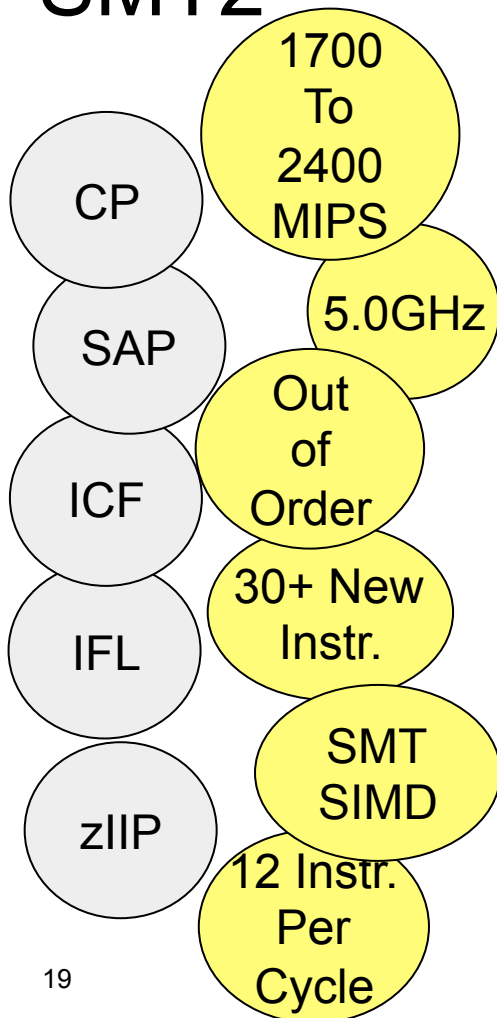 CP
SAP
ICF
IFL
zIIP
1700
To
2400
MIPS
5.0GHz
Out
of
Order
30+ New
Instr.
SMT
SIMD
12 Instr.
Per
Cycle
19